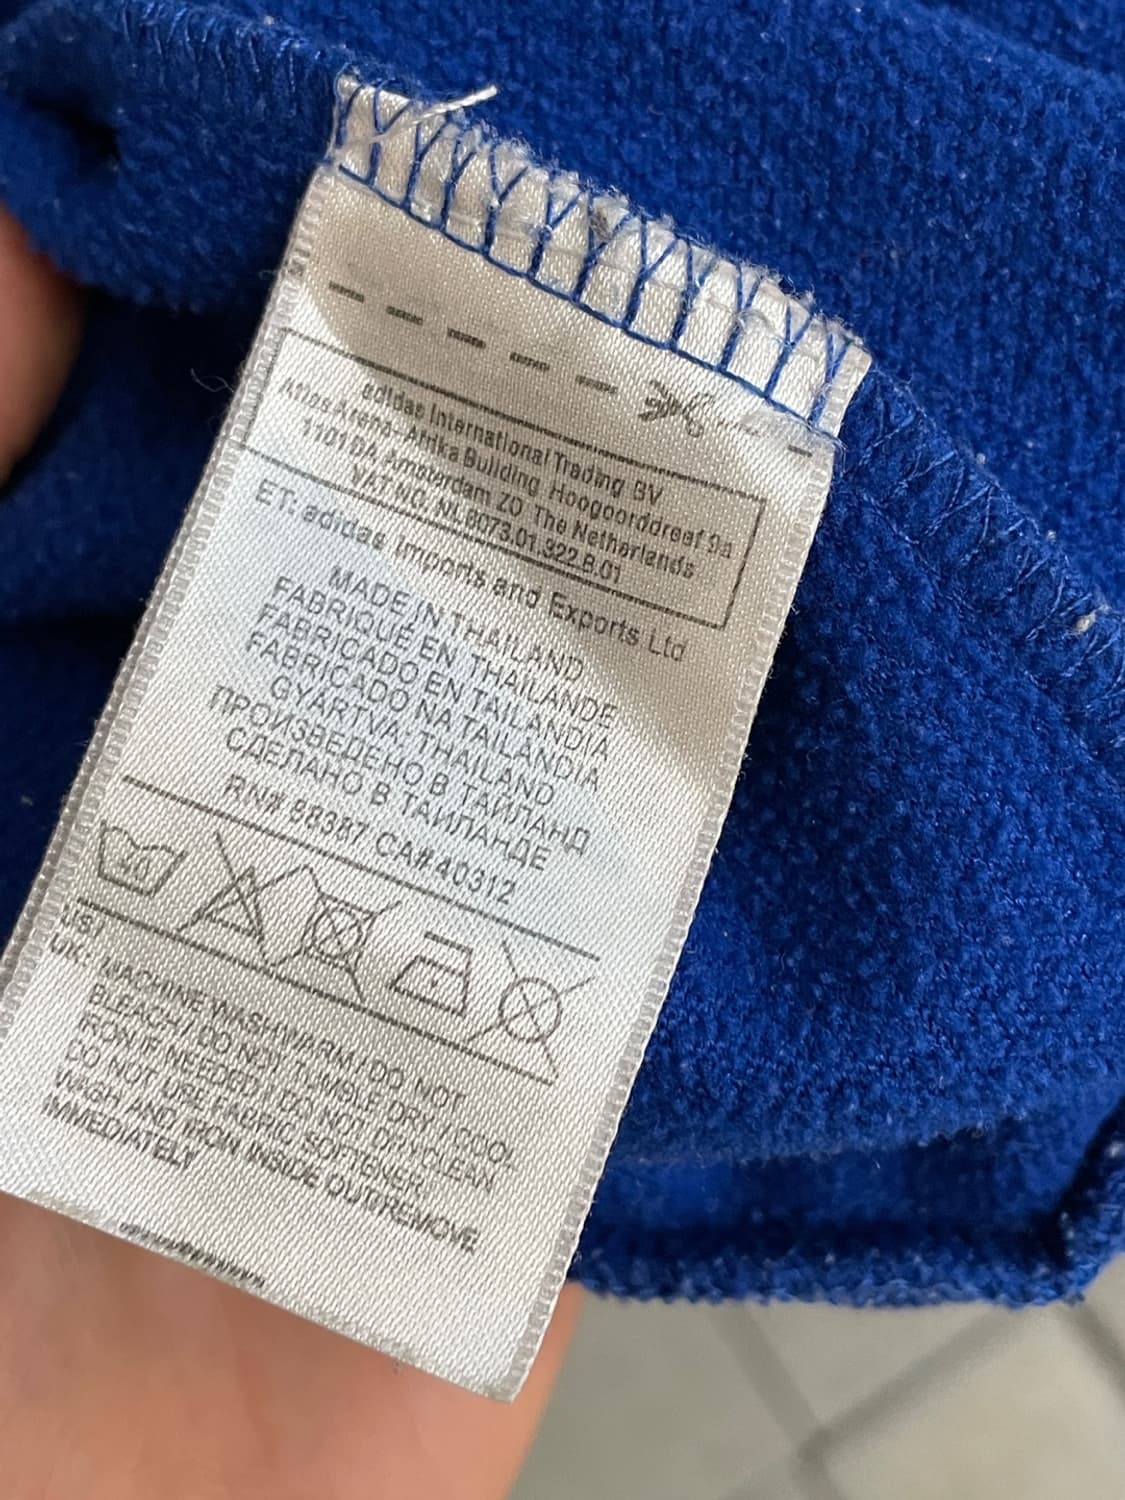 adidas International Trading BV
Atlas Arena- Afrika Building, Hoogoorddreef 9a
1101 BA Amsterdam ZO The Netherlands
VAT NO. NL 8073.01.322.B.01
ET: adidas Imports and Exports Ltd
MADE IN THAILAND
FABRIQUÉ EN THAILANDE
FABRICADO EN TAILANDIA
FABRICADO NA TAILÂNDIA
GYÁRTVA: THAILAND
ПРОИЗВЕДЕНО В ТАЙЛАНД
СДЕЛАНО В ТАИЛАНДЕ
RN# 88387 CA#40312
40
US/
UK: MACHINE WASH WARM / DO NOT
BLEACH / DO NOT TUMBLE DRY / COOL
IRON IF NEEDED / DO NOT DRYCLEAN
DO NOT USE FABRIC SOFTENER.
WASH AND IRON INSIDE OUT/REMOVE
IMMEDIATELY